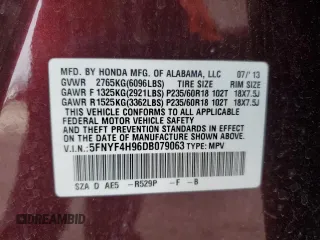 MFD. BY HONDA MFG. OF ALABAMA, LLC 07/'13
GVWR 2765KG(6096LBS) TIRE SIZE RIM SIZE
GAWR F 1325KG(2921LBS) P235/60R18 102T 18X7.5J
GAWR R 1525KG(3362LBS) P235/60R18 102T 18X7.5J
THIS VEHICLE CONFORMS TO ALL APPLICABLE
FEDERAL MOTOR VEHICLE SAFETY AND THEFT
PREVENTION STANDARDS IN EFFECT ON THE DATE
OF MANUFACTURE SHOWN ABOVE.
V.I.N.: 5FNYF4H96DB079063 TYPE: MPV
SZA D AE5 -R529P -F -B
© StatVIN.com